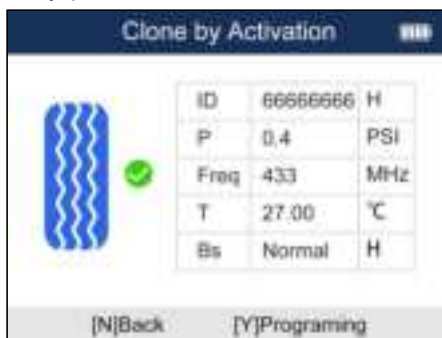 Clone by Activation
ID 66666666 H
P 0.4 PSI
Freq 433 MHz
T 27.00 ℃
Bs Normal H
[N]Back [Y]Programing